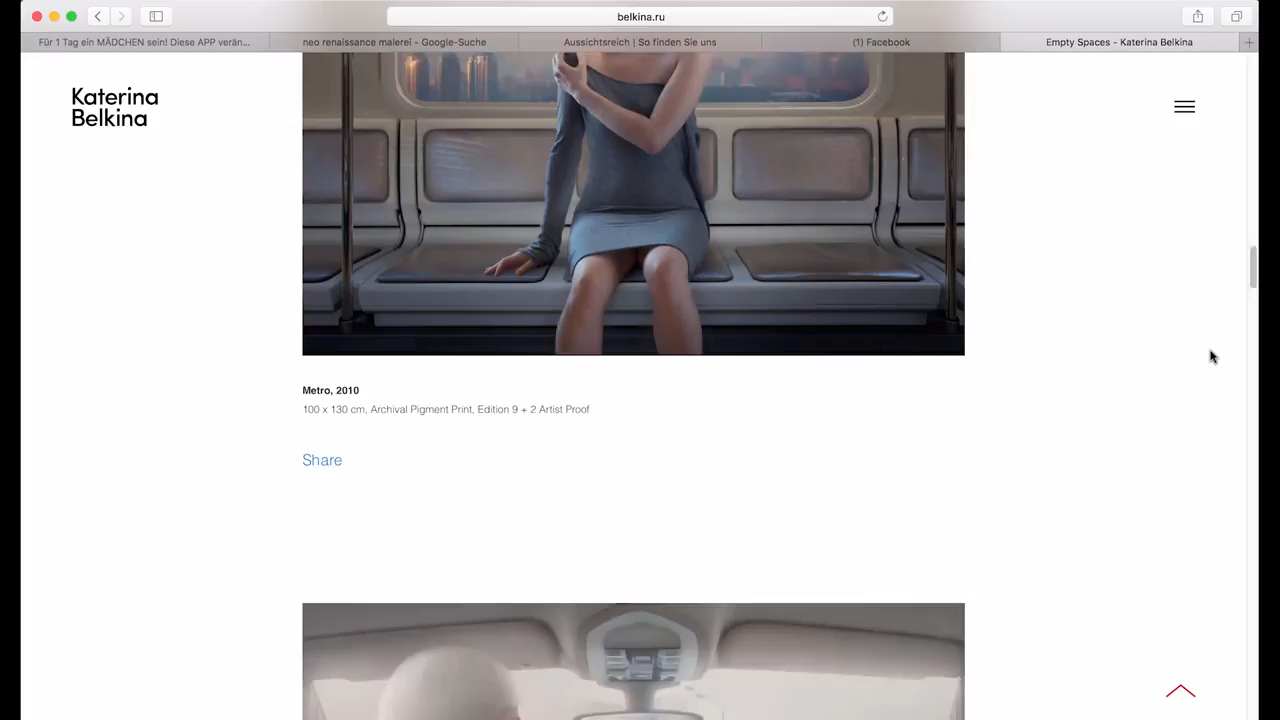 belkina.ru
Für 1 Tag ein MÄDCHEN sein! Diese APP verän...
neo renaissance malerei - Google-Suche
Aussichtsreich | So finden Sie uns
(1) Facebook
Empty Spaces - Katerina Belkina
Katerina
Belkina
Metro, 2010
100 x 130 cm, Archival Pigment Print, Edition 9 + 2 Artist Proof
Share